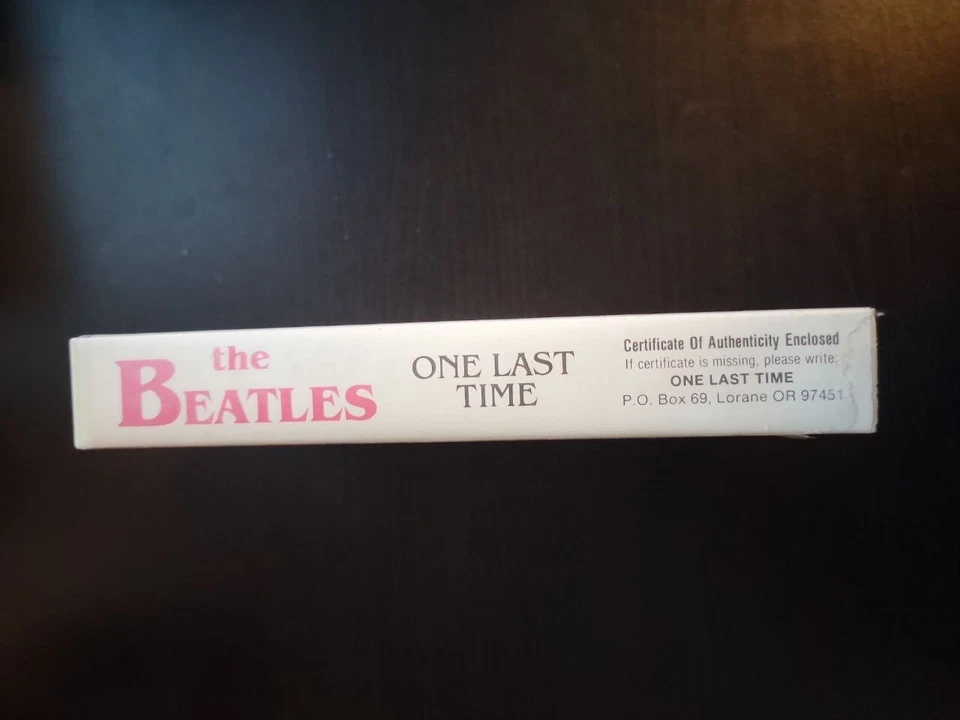 the
BEATLES
ONE LAST
TIME
Certificate Of Authenticity Enclosed
If certificate is missing, please write:
ONE LAST TIME
P.O. Box 69, Lorane OR 97451